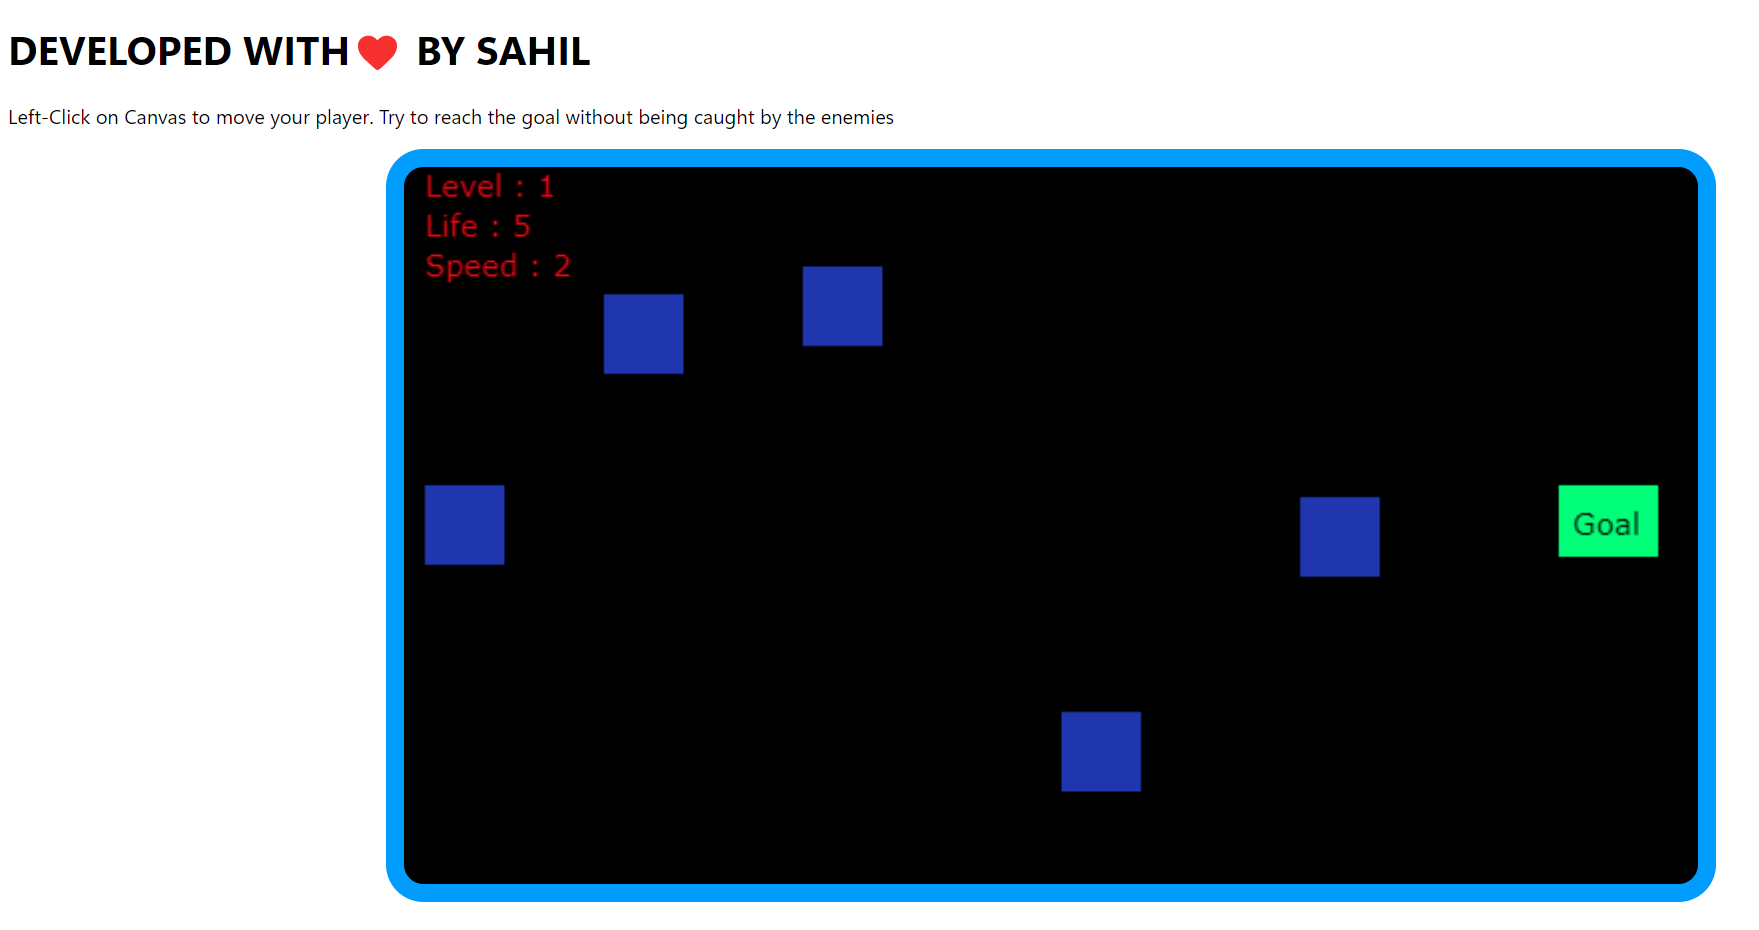 DEVELOPED WITH❤ BY SAHIL
Left-Click on Canvas to move your player. Try to reach the goal without being caught by the enemies
Level : 1
Life : 5
Speed : 2
Goal